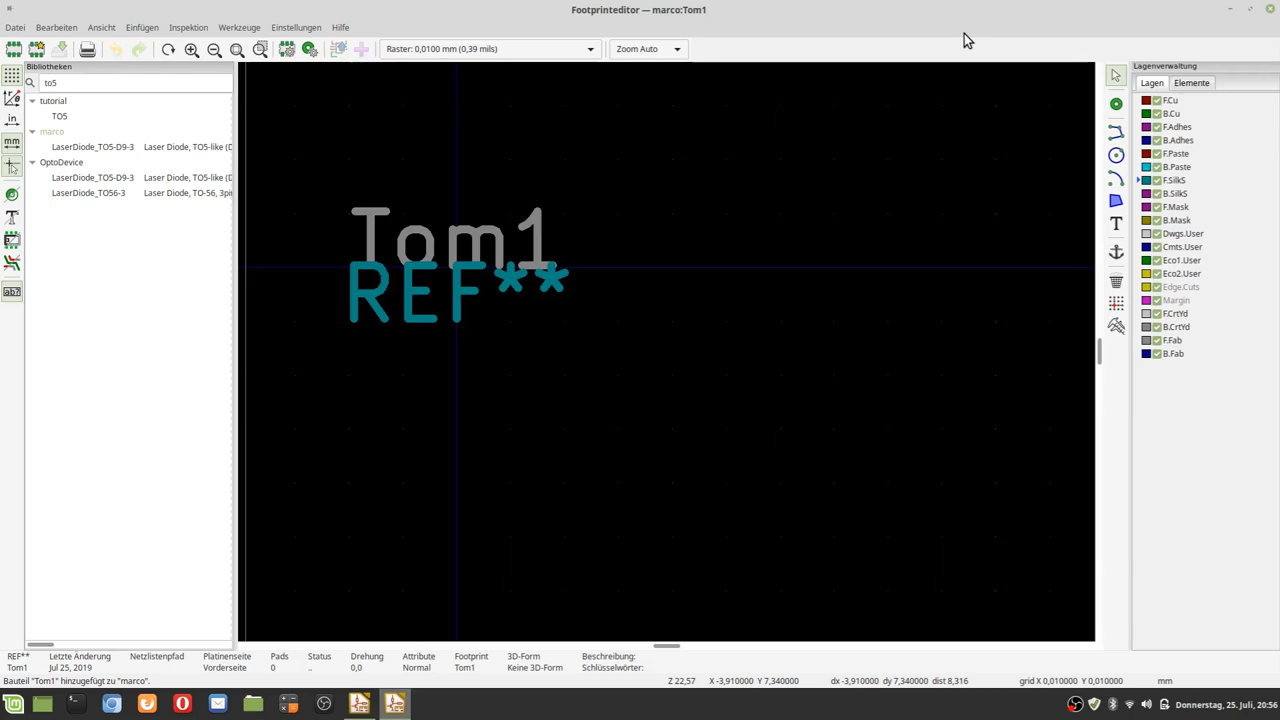 Footprinteditor — marco:Tom1
Datei Bearbeiten Ansicht Einfügen Inspektion Werkzeuge Einstellungen Hilfe
Raster: 0,0100 mm (0,39 mils) Zoom Auto
Bibliotheken
to5
tutorial
TO5
marco
LaserDiode_TO5-D9-3 Laser Diode, TO5-like (D
OptoDevice
LaserDiode_TO5-D9-3 Laser Diode, TO5-like (D
LaserDiode_TO56-3 Laser Diode, TO-56, 3pin
in
mm
Tom1
REF**
Lagenverwaltung
Lagen Elemente
F.Cu
B.Cu
F.Adhes
B.Adhes
F.Paste
B.Paste
F.SilkS
B.SilkS
F.Mask
B.Mask
Dwgs.User
Cmts.User
Eco1.User
Eco2.User
Edge.Cuts
Margin
F.CrtYd
B.CrtYd
F.Fab
B.Fab
REF** Letzte Änderung Netzlistenpfad Platinenseite Pads Status Drehung Attribute Footprint 3D-Form Beschreibung:
Tom1 Jul 25, 2019 Vorderseite 0 .. 0,0 Normal Tom1 Keine 3D-Form Schlüsselwörter:
Bauteil "Tom1" hinzugefügt zu "marco". Z 22,57 X -3,910000 Y 7,340000 dx -3,910000 dy 7,340000 dist 8,316 grid X 0,010000 Y 0,010000 mm
Donnerstag, 25. Juli, 20:56